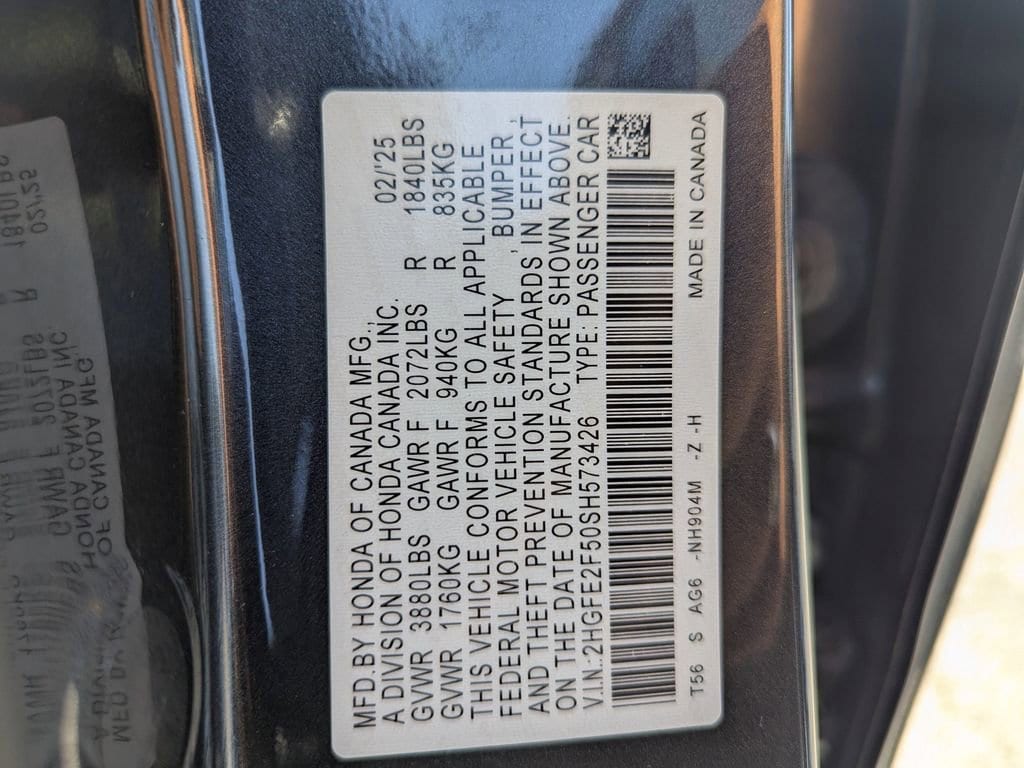 MFD.BY HONDA OF CANADA MFG., 02/'25
A DIVISION OF HONDA CANADA INC.
GVWR 3880LBS GAWR F 2072LBS R 1840LBS
GVWR 1760KG GAWR F 940KG R 835KG
THIS VEHICLE CONFORMS TO ALL APPLICABLE
FEDERAL MOTOR VEHICLE SAFETY , BUMPER ,
AND THEFT PREVENTION STANDARDS IN EFFECT
ON THE DATE OF MANUFACTURE SHOWN ABOVE.
V.I.N.:2HGFE2F50SH573426 TYPE: PASSENGER CAR
T56 S AG6 -NH904M -Z -H MADE IN CANADA